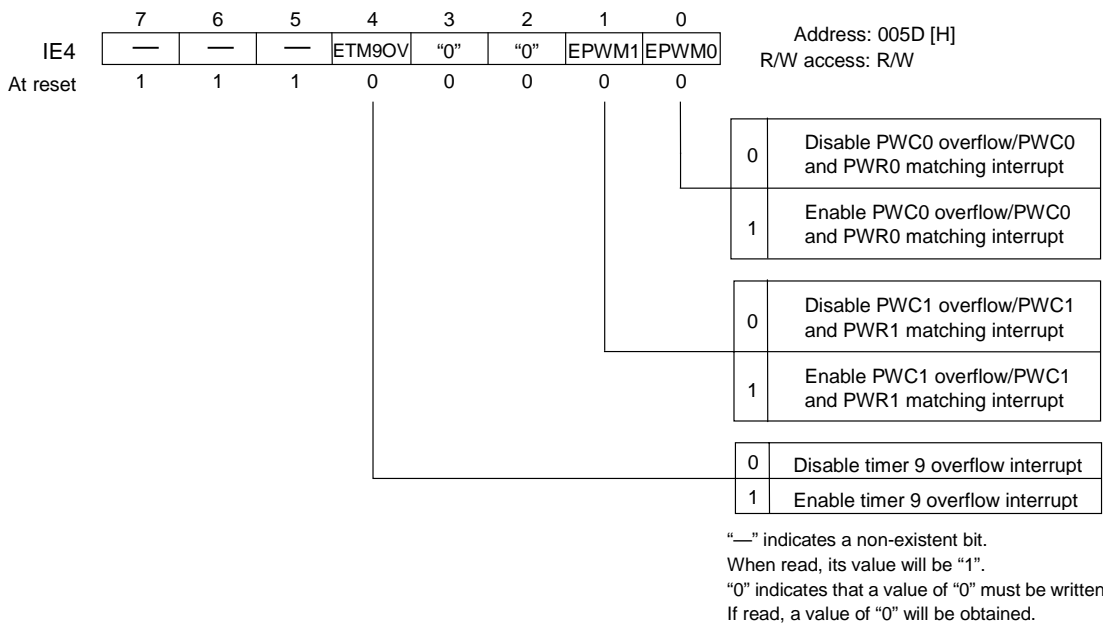 7 6 5 4 3 2 1 0
IE4 — — — ETM9OV “0” “0” EPWM1 EPWM0
At reset 1 1 1 0 0 0 0 0
Address: 005D [H]
R/W access: R/W
0 Disable PWC0 overflow/PWC0
and PWR0 matching interrupt
1 Enable PWC0 overflow/PWC0
and PWR0 matching interrupt
0 Disable PWC1 overflow/PWC1
and PWR1 matching interrupt
1 Enable PWC1 overflow/PWC1
and PWR1 matching interrupt
0 Disable timer 9 overflow interrupt
1 Enable timer 9 overflow interrupt
“—” indicates a non-existent bit.
When read, its value will be “1”.
“0” indicates that a value of “0” must be written
If read, a value of “0” will be obtained.